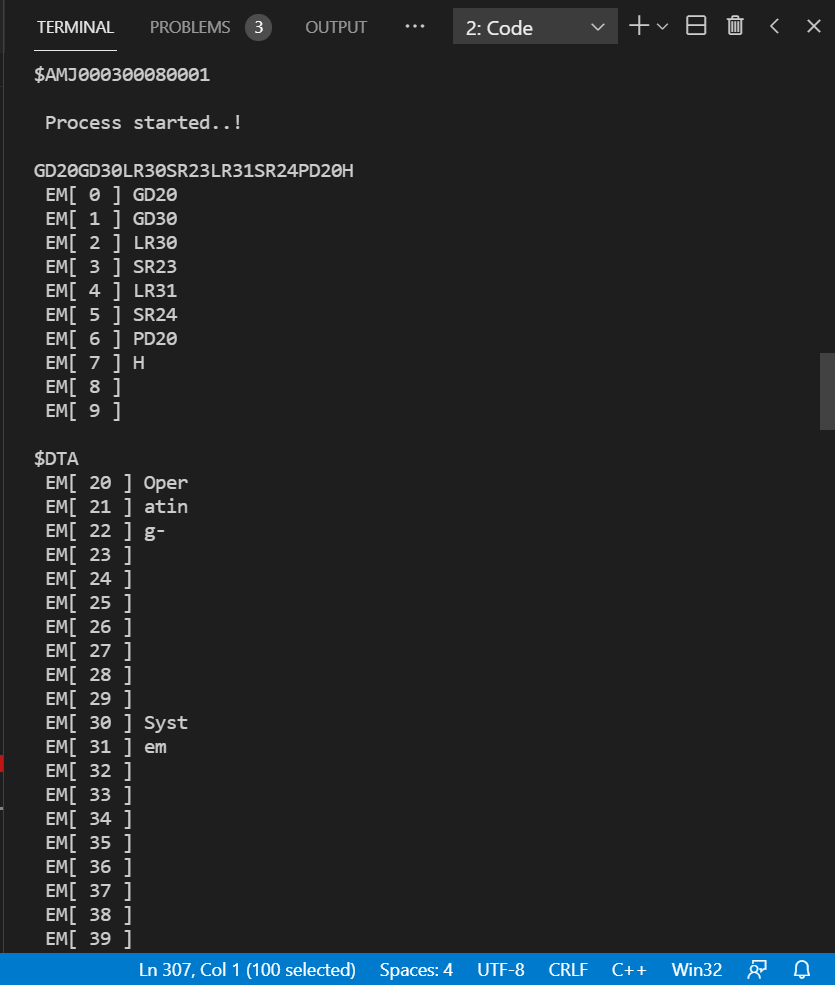 TERMINAL PROBLEMS 3 OUTPUT ... 2: Code
$AMJ000300080001
Process started..!
GD20GD30LR30SR23LR31SR24PD20H
EM[ 0 ] GD20
EM[ 1 ] GD30
EM[ 2 ] LR30
EM[ 3 ] SR23
EM[ 4 ] LR31
EM[ 5 ] SR24
EM[ 6 ] PD20
EM[ 7 ] H
EM[ 8 ]
EM[ 9 ]
$DTA
EM[ 20 ] Oper
EM[ 21 ] atin
EM[ 22 ] g-
EM[ 23 ]
EM[ 24 ]
EM[ 25 ]
EM[ 26 ]
EM[ 27 ]
EM[ 28 ]
EM[ 29 ]
EM[ 30 ] Syst
EM[ 31 ] em
EM[ 32 ]
EM[ 33 ]
EM[ 34 ]
EM[ 35 ]
EM[ 36 ]
EM[ 37 ]
EM[ 38 ]
EM[ 39 ]
Ln 307, Col 1 (100 selected) Spaces: 4 UTF-8 CRLF C++ Win32